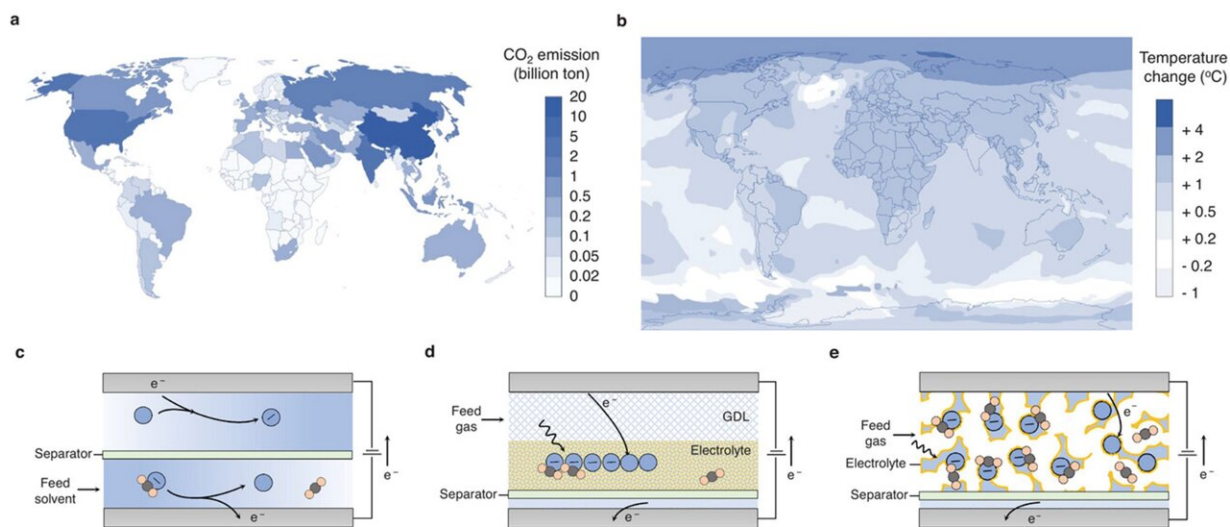 a
CO₂ emission
(billion ton)
20
10
5
2
1
0.5
0.2
0.1
0.05
0.02
0
b
Temperature
change (ºC)
+ 4
+ 2
+ 1
+ 0.5
+ 0.2
- 0.2
- 1
c
e⁻
Separator
Feed
solvent
e⁻
e⁻
d
e⁻
Feed
gas
GDL
Electrolyte
Separator
e⁻
e⁻
e
e⁻
Feed
gas
Electrolyte
Separator
e⁻
e⁻